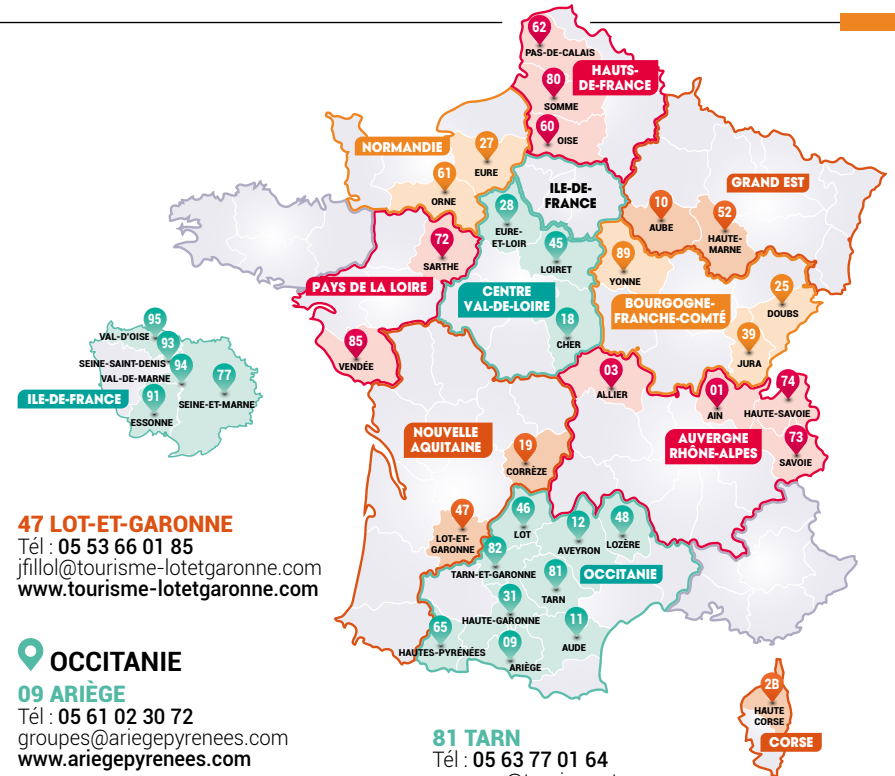 62
PAS-DE-CALAIS
80
SOMME
60
OISE
HAUTS-
DE-FRANCE
NORMANDIE
27
EURE
61
ORNE
ILE-DE-
FRANCE
GRAND EST
10
AUBE
52
HAUTE-
MARNE
28
EURE-
ET-LOIR
45
LOIRET
72
SARTHE
89
YONNE
PAYS DE LA LOIRE
CENTRE
VAL-DE-LOIRE
18
CHER
BOURGOGNE-
FRANCHE-COMTÉ
25
DOUBS
39
JURA
85
VENDÉE
95
VAL-D'OISE
93
SEINE-SAINT-DENIS
94
VAL-DE-MARNE
77
SEINE-ET-MARNE
91
ESSONNE
ILE-DE-FRANCE
03
ALLIER
01
AIN
74
HAUTE-SAVOIE
73
SAVOIE
AUVERGNE
RHÔNE-ALPES
NOUVELLE
AQUITAINE
19
CORRÈZE
47
LOT-ET-
GARONNE
46
LOT
12
AVEYRON
48
LOZÈRE
82
TARN-ET-GARONNE
81
TARN
OCCITANIE
31
HAUTE-GARONNE
65
HAUTES-PYRÉNÉES
09
ARIÈGE
11
AUDE
2B
HAUTE
CORSE
CORSE
47 LOT-ET-GARONNE
Tél : 05 53 66 01 85
jfillol@tourisme-lotetgaronne.com
www.tourisme-lotetgaronne.com
OCCITANIE
09 ARIÈGE
Tél : 05 61 02 30 72
groupes@ariegepyrenees.com
www.ariegepyrenees.com
81 TARN
Tél : 05 63 77 01 64